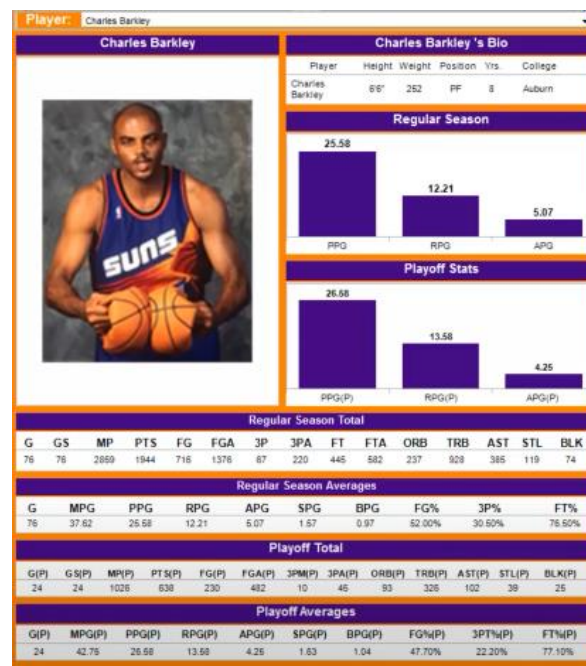 Player: Charles Barkley
Charles Barkley
SUNS
Charles Barkley 's Bio
Player Height Weight Position Yrs. College
Charles Barkley 6'6" 252 PF 8 Auburn
Regular Season
25.58 12.21 5.07
PPG RPG APG
Playoff Stats
26.58 13.58 4.25
PPG(P) RPG(P) APG(P)
Regular Season Total
G GS MP PTS FG FGA 3P 3PA FT FTA ORB TRB AST STL BLK
76 76 2859 1944 716 1376 67 220 445 582 237 928 385 119 74
Regular Season Averages
G MPG PPG RPG APG SPG BPG FG% 3P% FT%
76 37.62 25.58 12.21 5.07 1.57 0.97 52.00% 30.50% 76.50%
Playoff Total
G(P) GS(P) MP(P) PTS(P) FG(P) FGA(P) 3PM(P) 3PA(P) ORB(P) TRB(P) AST(P) STL(P) BLK(P)
24 24 1026 638 230 482 10 45 93 326 102 39 25
Playoff Averages
G(P) MPG(P) PPG(P) RPG(P) APG(P) SPG(P) BPG(P) FG%(P) 3PT%(P) FT%(P)
24 42.75 26.58 13.58 4.25 1.63 1.04 47.70% 22.20% 77.10%